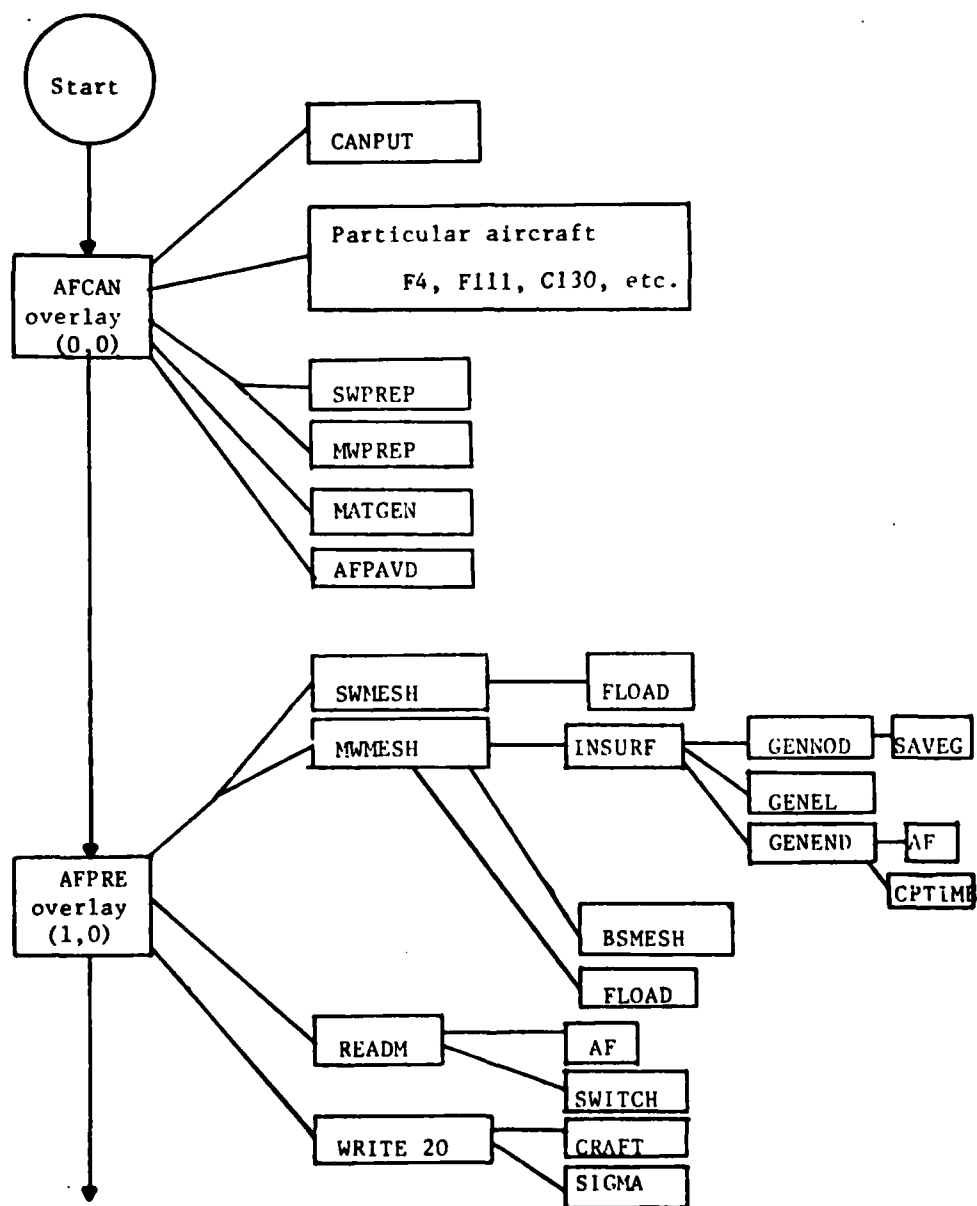 Start
CANPUT
Particular aircraft
F4, F111, C130, etc.
AFCAN
overlay
(0,0)
SWPREP
MWPREP
MATGEN
AFPAVD
SWMESH
FLOAD
MWMESH
INSURF
GENNOD
SAVEG
GENEL
GENEND
AF
CPTIME
AFPRE
overlay
(1,0)
BSMESH
FLOAD
READM
AF
SWITCH
WRITE 20
CRAFT
SIGMA